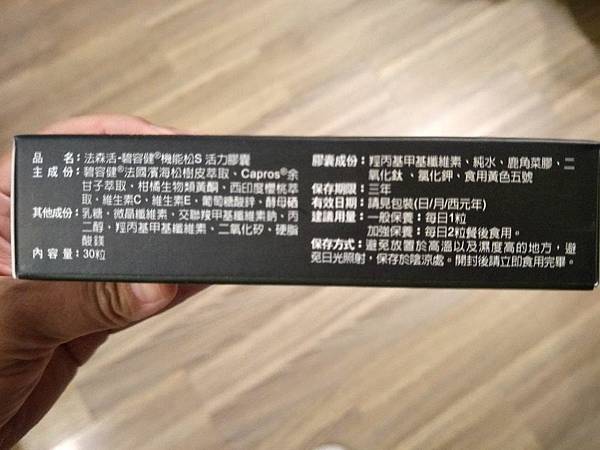 品　　名：法森活-碧容健®機能松S 活力膠囊
主 成 份：碧容健®法國濱海松樹皮萃取、Capros®余
甘子萃取、柑橘生物類黃酮、西印度櫻桃萃
取、維生素C、維生素E、葡萄糖酸鋅、酵母硒
其他成份：乳糖、微晶纖維素、交聯羧甲基纖維素鈉、丙
二醇、羥丙基甲基纖維素、二氧化矽、硬脂
酸鎂
內 容 量：30粒
膠囊成份：羥丙基甲基纖維素、純水、鹿角菜膠、二
氧化鈦、氯化鉀、食用黃色五號
保存期限：三年
有效日期：請見包裝(日/月/西元年)
建議用量：一般保養：每日1粒
加強保養：每日2粒餐後食用。
保存方式：避免放置於高溫以及濕度高的地方，避
免日光照射，保存於陰涼處。開封後請立即食用完畢。